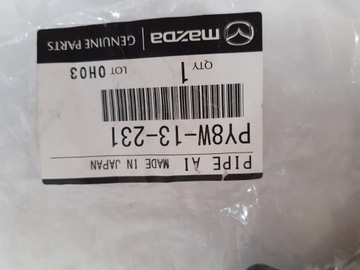 PIPE AI MADE IN JAPAN
PY8W-13-231
QTY 1 LOT 0H03
mazda GENUINE PARTS